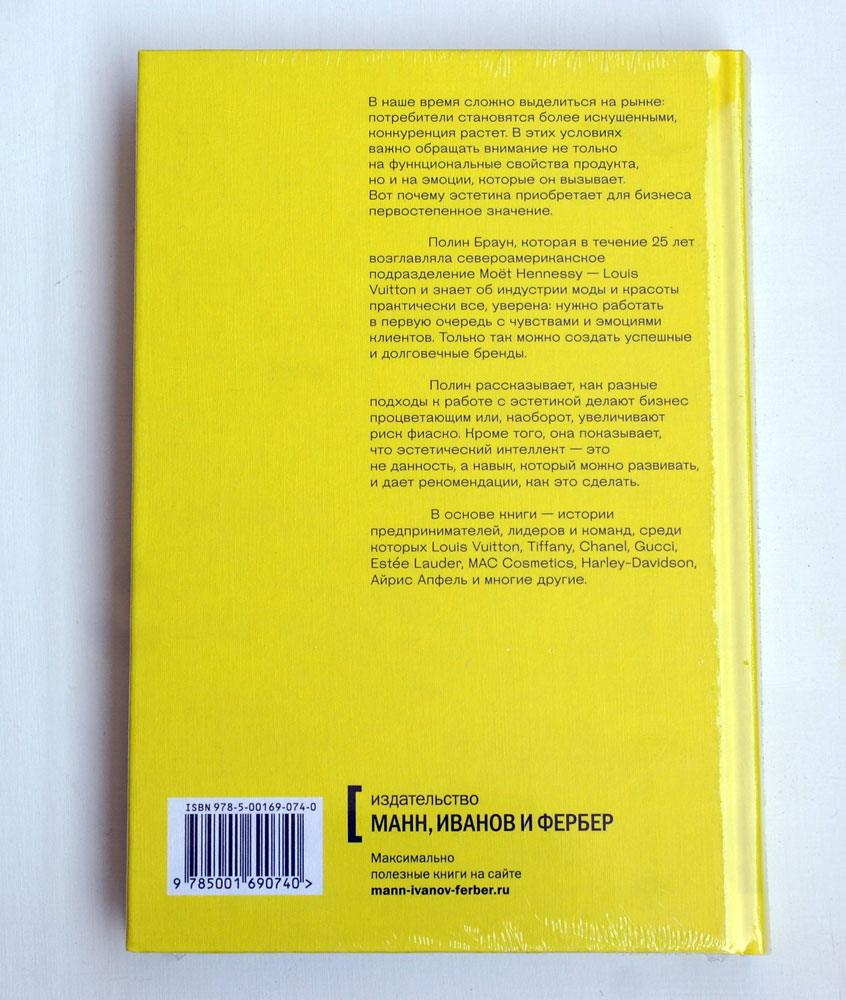 В наше время сложно выделиться на рынке:
потребители становятся более искушенными,
конкуренция растет. В этих условиях
важно обращать внимание не только
на функциональные свойства продукта,
но и на эмоции, которые он вызывает.
Вот почему эстетика приобретает для бизнеса
первостепенное значение.
Полин Браун, которая в течение 25 лет
возглавляла североамериканское
подразделение Moët Hennessy — Louis
Vuitton и знает об индустрии моды и красоты
практически все, уверена: нужно работать
в первую очередь с чувствами и эмоциями
клиентов. Только так можно создать успешные
и долговечные бренды.
Полин рассказывает, как разные
подходы к работе с эстетикой делают бизнес
процветающим или, наоборот, увеличивают
риск фиаско. Кроме того, она показывает,
что эстетический интеллект — это
не данность, а навык, который можно развивать,
и дает рекомендации, как это сделать.
В основе книги — истории
предпринимателей, лидеров и команд, среди
которых Louis Vuitton, Tiffany, Chanel, Gucci,
Estée Lauder, MAC Cosmetics, Harley-Davidson,
Айрис Апфель и многие другие.
ISBN 978-5-00169-074-0
9 785001 690740 >
издательство
МАНН, ИВАНОВ И ФЕРБЕР
Максимально
полезные книги на сайте
mann-ivanov-ferber.ru